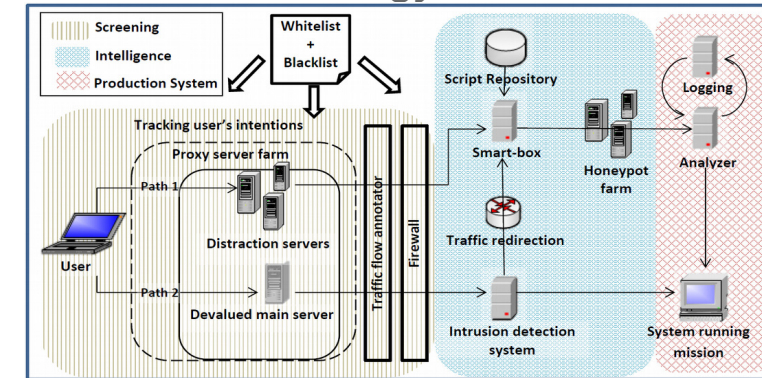 Screening
Intelligence
Production System
Whitelist
+
Blacklist
Tracking user's intentions
Proxy server farm
Path 1
Distraction servers
User
Path 2
Devalued main server
Traffic flow annotator
Firewall
Script Repository
Smart-box
Honeypot
farm
Traffic redirection
Intrusion detection
system
Logging
Analyzer
System running
mission